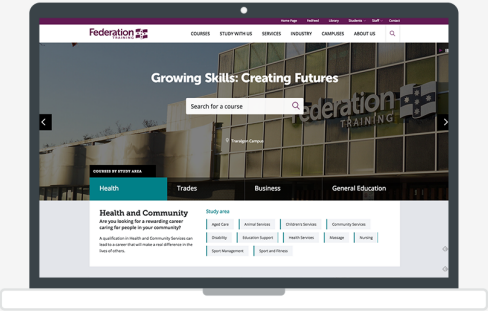 Home Page FedFeed Library Students Staff Contact
Federation
TRAINING
COURSES STUDY WITH US SERVICES INDUSTRY CAMPUSES ABOUT US
Growing Skills: Creating Futures
Search for a course
federation
TRAINING
Traralgon Campus
COURSES BY STUDY AREA
Health Trades Business General Education
Health and Community
Are you looking for a rewarding career
caring for people in your community?
A qualification in Health and Community Services can
lead to a career that will make a real difference in the
lives of others.
Study area
Aged Care Animal Services Children's Services Community Services
Disability Education Support Health Services Massage Nursing
Sport Management Sport and Fitness